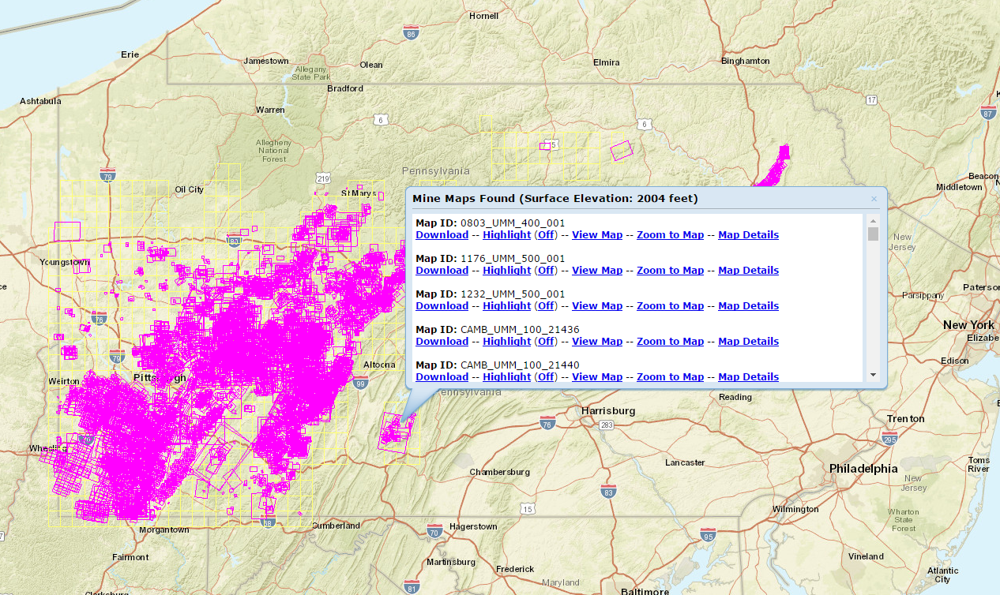 Hornell
86
Erie
Jamestown
Olean
Elmira
Binghamton
Allegany
State Park
Bradford
Ashtabula
17
Warren
6
6
87
Allegheny
National
Forest
15
79
219
Pennsylvania
Oil City
St Marys
Beacon
Middletown
Mine Maps Found (Surface Elevation: 2004 feet)
×
Map ID: 0803_UMM_400_001
Download -- Highlight (Off) -- View Map -- Zoom to Map -- Map Details
Map ID: 1176_UMM_500_001
Download -- Highlight (Off) -- View Map -- Zoom to Map -- Map Details
Map ID: 1232_UMM_500_001
Download -- Highlight (Off) -- View Map -- Zoom to Map -- Map Details
Map ID: CAMB_UMM_100_21436
Download -- Highlight (Off) -- View Map -- Zoom to Map -- Map Details
Map ID: CAMB_UMM_100_21440
Download -- Highlight (Off) -- View Map -- Zoom to Map -- Map Details
New
Jersey
Youngstown
Parsippany
Paterson
76
New York
Elizabe
79
Edison
Altoona
Weirton
Pittsburgh
99
ennsylvania
Reading
Harrisburg
76
283
Trenton
295
Wheeling
Lancaster
Toms
River
Chambersburg
Philadelphia
New
Jersey
83
15
Wilmington
Wharton
State
Forest
68
Cumberland
Morgantown
70
Hagerstown
95
Fairmont
Martinsburg
Vineland
Frederick
Atlantic
City
Maryland
81
Baltimore
Clarksburg